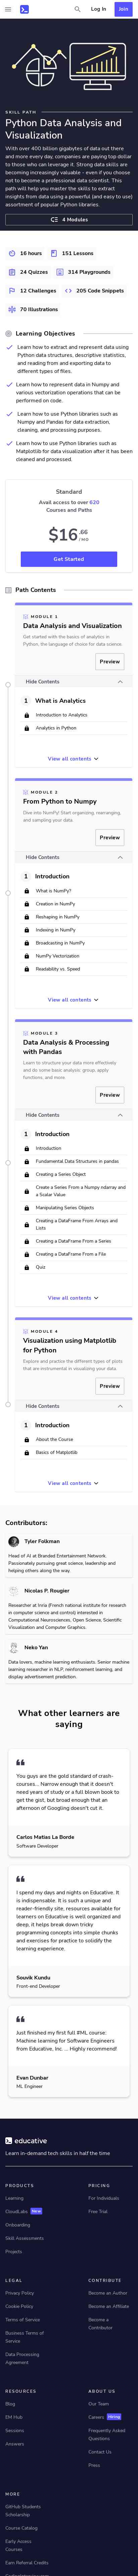 Log In
Join
SKILL PATH
Python Data Analysis and
Visualization
With over 400 billion gigabytes of data out there
and more every day, companies are paying top dollar
to those who can leverage it. Strong data skills are
becoming immensely important to the working
world. With this path, you will gain hands-on
experience in data analysis and visualization, and by
the end, you'll have industry-relevant data analysis
skills in using popular Python libraries.
4 Modules
16 hours
151 Lessons
24 Quizzes
314 Playgrounds
12 Challenges
205 Code Snippets
70 Illustrations
Learning Objectives
Learn how to extract and represent data using
Python data structures, descriptive statistics,
and reading from and exporting data to
different types of files.
Learn how to represent data in Numpy and
various vectorization operations that can be
performed on code.
Learn how to use Python libraries such as
Numpy and Pandas for data extraction,
cleaning, and processing purposes.
Learn how to use Python libraries such as
Matplotlib for data visualization after it has been
cleaned and processed.
Standard
Avail access to over 620
Courses and Paths
$16.66
/MO
Get Started
Path Contents
MODULE 1
Data Analysis and Visualization
Get started with the basics of analytics in
Python, the language of choice for data science.
Preview
Hide Contents
1 What is Analytics
Introduction to Analytics
Analytics in Python
View all contents
MODULE 2
From Python to Numpy
Dive into NumPy! Start organizing, rearranging,
and sampling your data.
Preview
Hide Contents
1 Introduction
What is NumPy?
Creation in NumPy
Reshaping in NumPy
Indexing in NumPy
Broadcasting in NumPy
NumPy Vectorization
Readability vs. Speed
View all contents
MODULE 3
Data Analysis & Processing
with Pandas
Learn to structure your data more effectively
and do some basic analysis: group, apply
functions, and more.
Preview
Hide Contents
1 Introduction
Introduction
Fundamental Data Structures in pandas
Creating a Series Object
Create a Series From a Numpy ndarray and
a Scalar Value
Manipulating Series Objects
Creating a DataFrame From Arrays and
Lists
Creating a DataFrame From a Series
Creating a DataFrame From a File
Quiz
View all contents
MODULE 4
Visualization using Matplotlib
for Python
Explore and practice the different types of plots
that are instrumental in visualizing your data.
Preview
Hide Contents
1 Introduction
About the Course
Basics of Matplotlib
View all contents
Contributors:
Tyler Folkman
Head of AI at Branded Entertainment Network.
Passionately pursuing great science, leadership and
helping others along the way.
Nicolas P. Rougier
Researcher at Inria (French national institute for research
in computer science and control) interested in
Computational Neurosciences, Open Science, Scientific
Visualisation and Computer Graphics.
Neko Yan
Data lovers, machine learning enthusiasts. Senior machine
learning researcher in NLP, reinforcement learning, and
display advertisement prediction.
What other learners are
saying
You guys are the gold standard of crash-
courses... Narrow enough that it doesn't
need years of study or a full blown book to
get the gist, but broad enough that an
afternoon of Googling doesn't cut it.
Carlos Matias La Borde
Software Developer
I spend my days and nights on Educative. It
is indispensable. It is such a unique and
reader-friendly site, resources available for
learners on Educative is well organized and
deep, it helps break down tricky
programming concepts into simple chunks
and provides courses for practice to solidify the
learning experience.
Souvik Kundu
Front-end Developer
Just finished my first full #ML course:
Machine learning for Software Engineers
from Educative, Inc. ... Highly recommend!
Evan Dunbar
ML Engineer
educative
Learn in-demand tech skills in half the time
PRODUCTS
PRICING
Learning
For Individuals
CloudLabs New
Free Trial
Onboarding
Skill Assessments
Projects
LEGAL
CONTRIBUTE
Privacy Policy
Become an Author
Cookie Policy
Become an Affiliate
Terms of Service
Become a
Contributor
Business Terms of
Service
Data Processing
Agreement
RESOURCES
ABOUT US
Blog
Our Team
EM Hub
Careers Hiring
Sessions
Frequently Asked
Questions
Answers
Contact Us
Press
MORE
GitHub Students
Scholarship
Course Catalog
Early Access
Courses
Earn Referral Credits